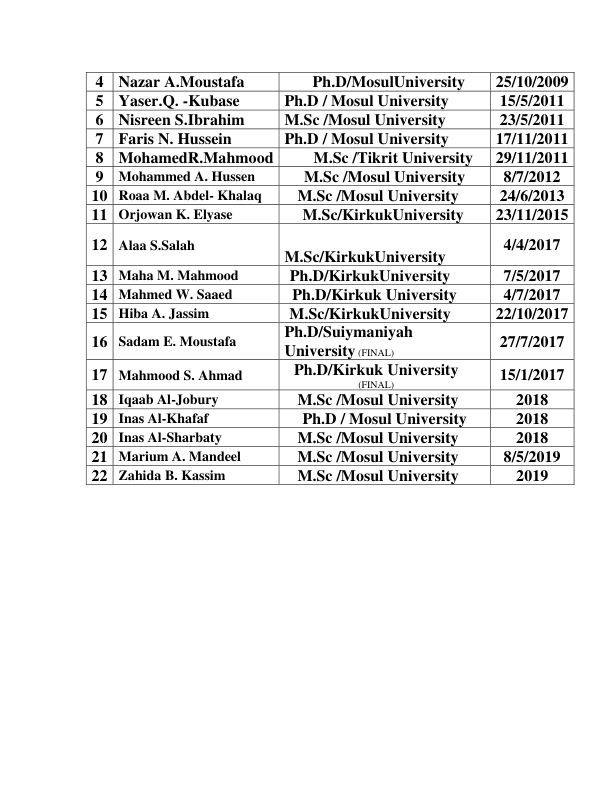 4 Nazar A.Moustafa Ph.D/MosulUniversity 25/10/2009
5 Yaser.Q. -Kubase Ph.D / Mosul University 15/5/2011
6 Nisreen S.Ibrahim M.Sc /Mosul University 23/5/2011
7 Faris N. Hussein Ph.D / Mosul University 17/11/2011
8 MohamedR.Mahmood M.Sc /Tikrit University 29/11/2011
9 Mohammed A. Hussen M.Sc /Mosul University 8/7/2012
10 Roaa M. Abdel- Khalaq M.Sc /Mosul University 24/6/2013
11 Orjowan K. Elyase M.Sc/KirkukUniversity 23/11/2015
12 Alaa S.Salah M.Sc/KirkukUniversity 4/4/2017
13 Maha M. Mahmood Ph.D/KirkukUniversity 7/5/2017
14 Mahmed W. Saaed Ph.D/Kirkuk University 4/7/2017
15 Hiba A. Jassim M.Sc/KirkukUniversity 22/10/2017
16 Sadam E. Moustafa Ph.D/Suiymaniyah
University (FINAL) 27/7/2017
17 Mahmood S. Ahmad Ph.D/Kirkuk University
(FINAL) 15/1/2017
18 Iqaab Al-Jobury M.Sc /Mosul University 2018
19 Inas Al-Khafaf Ph.D / Mosul University 2018
20 Inas Al-Sharbaty M.Sc /Mosul University 2018
21 Marium A. Mandeel M.Sc /Mosul University 8/5/2019
22 Zahida B. Kassim M.Sc /Mosul University 2019